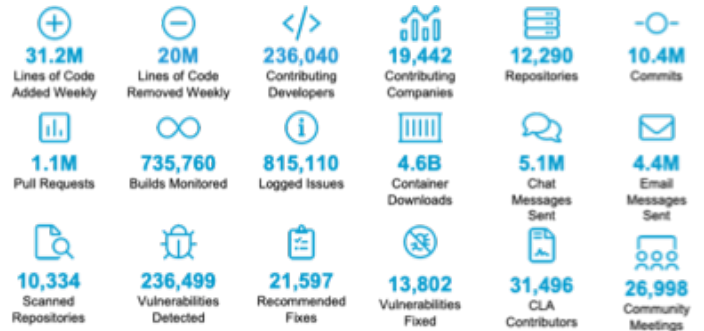 31.2M
Lines of Code
Added Weekly
20M
Lines of Code
Removed Weekly
236,040
Contributing
Developers
19,442
Contributing
Companies
12,290
Repositories
10.4M
Commits
1.1M
Pull Requests
735,760
Builds Monitored
815,110
Logged Issues
4.6B
Container
Downloads
5.1M
Chat
Messages
Sent
4.4M
Email
Messages
Sent
10,334
Scanned
Repositories
236,499
Vulnerabilities
Detected
21,597
Recommended
Fixes
13,802
Vulnerabilities
Fixed
31,496
CLA
Contributors
26,998
Community
Meetings